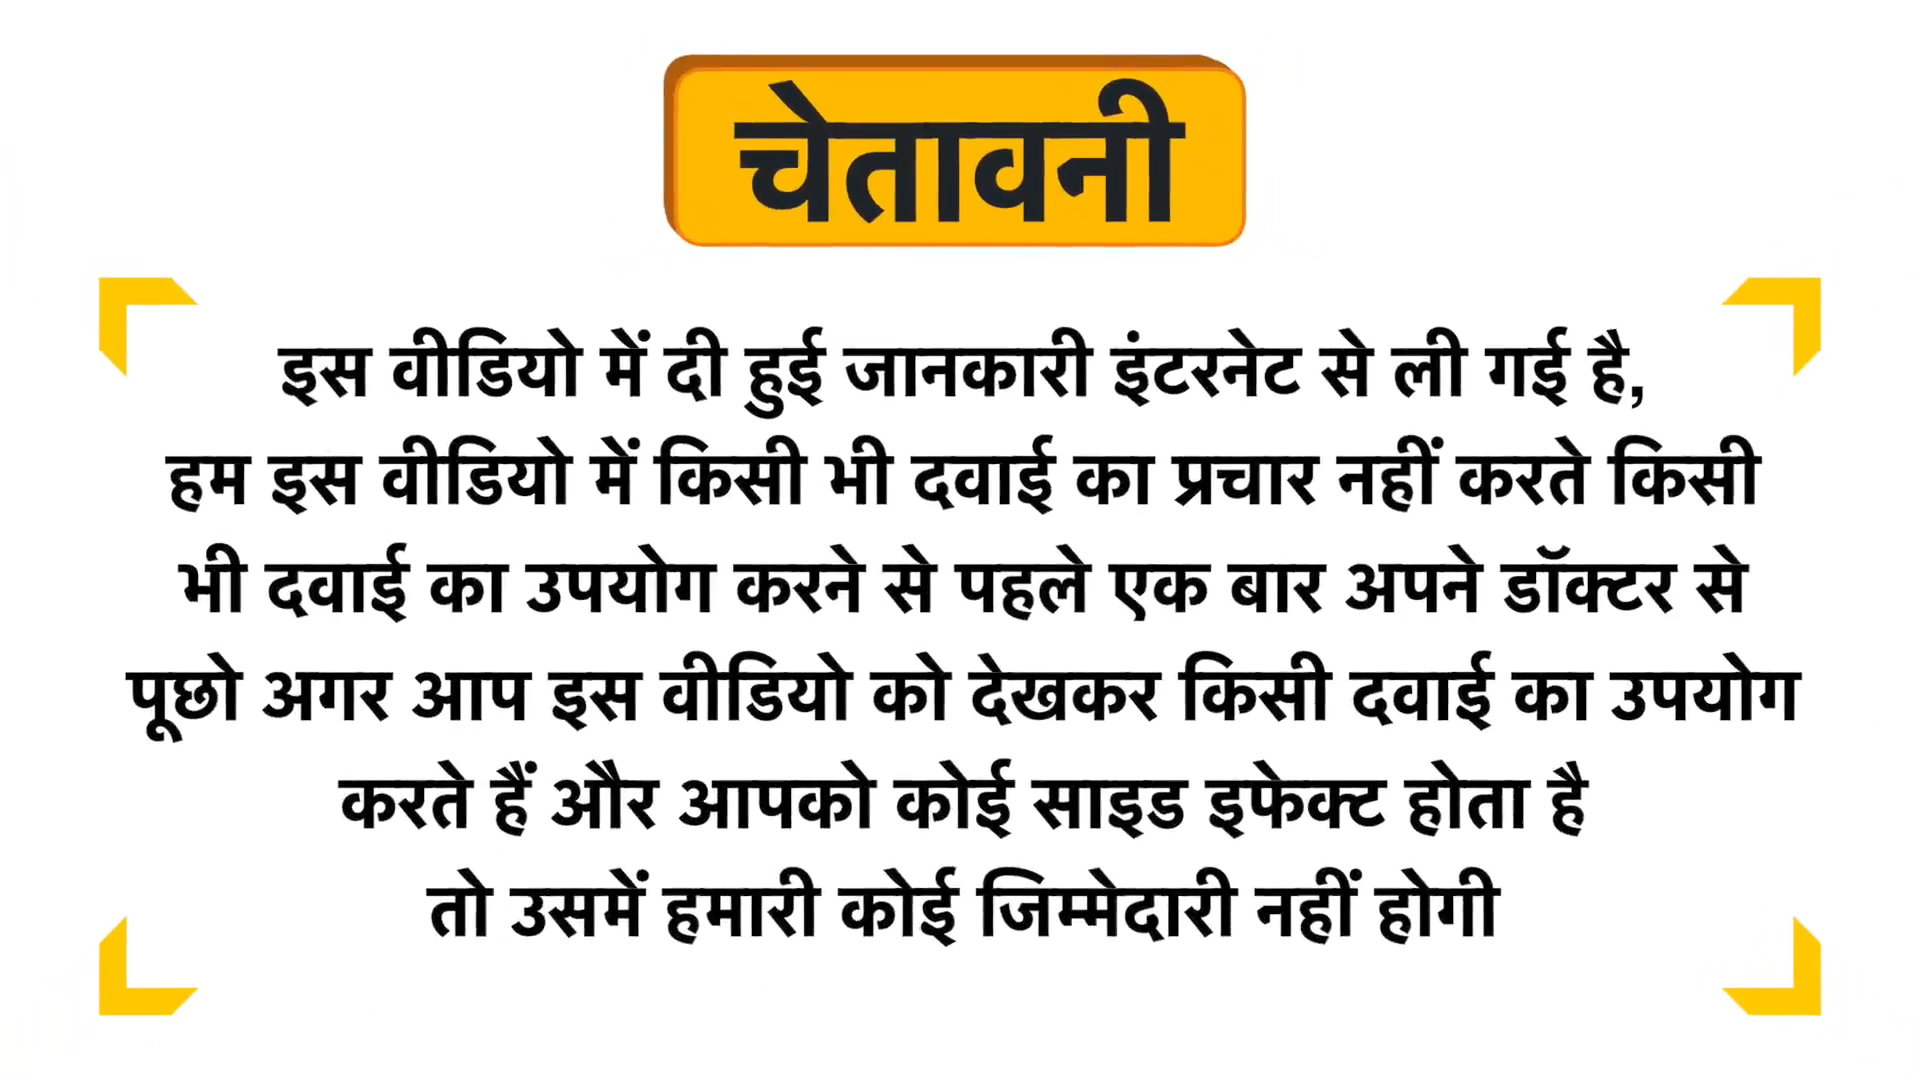 चेतावनी
इस वीडियो में दी हुई जानकारी इंटरनेट से ली गई है,
हम इस वीडियो में किसी भी दवाई का प्रचार नहीं करते किसी
भी दवाई का उपयोग करने से पहले एक बार अपने डॉक्टर से
पूछो अगर आप इस वीडियो को देखकर किसी दवाई का उपयोग
करते हैं और आपको कोई साइड इफेक्ट होता है
तो उसमें हमारी कोई जिम्मेदारी नहीं होगी